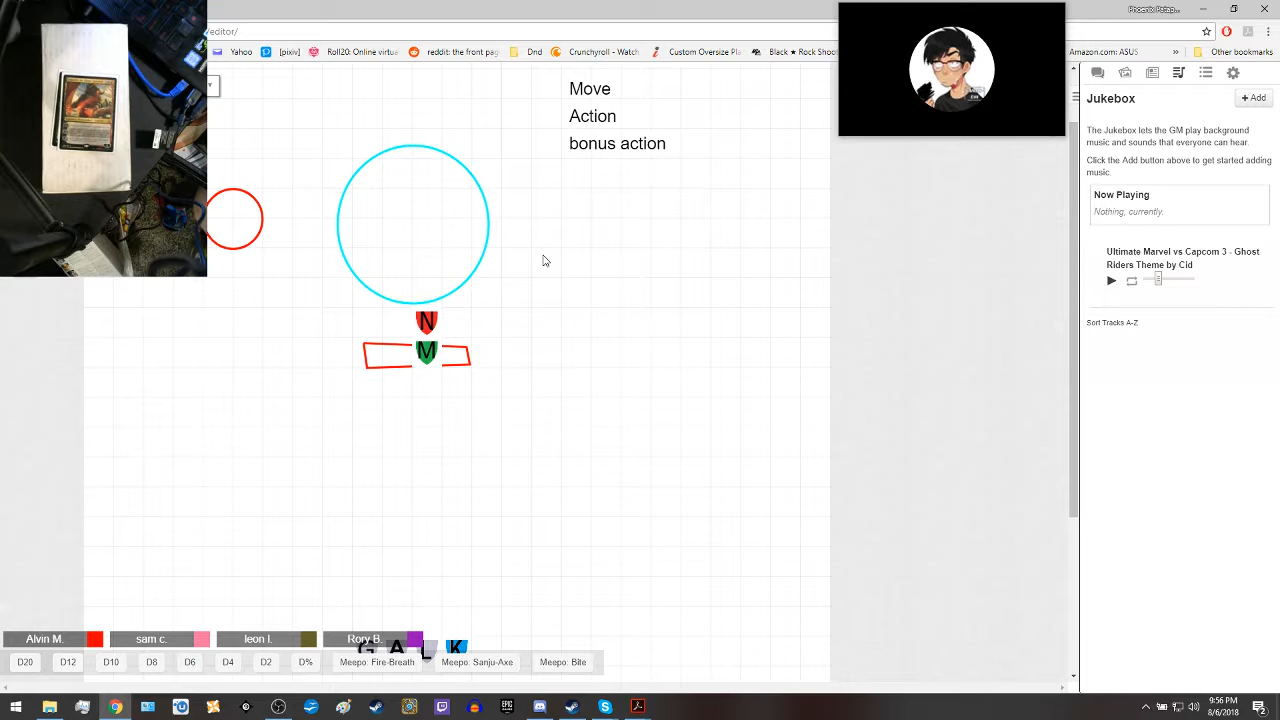 Phoenix Potoo...
editor/
Yahoo
[pixiv]
Roll20: Online virtua
reddit: the front pag
Dnd
Crunchyroll - Watch
Custom Oversize Pla
Black ★ Rock Shoot
Amazon.com ASUS
Other bookmarks
Move
Action
bonus action
Jukebox
+ Add
The Jukebox lets the GM play background
music and sounds that everyone can hear.
Click the Add button above to get started adding
music.
Now Playing
Nothing, currently.
Ultimate Marvel vs Capcom 3 - Ghost
Riders Theme by Cid
Sort Tracks A-Z
N
M
Alvin M.
sam c.
leon l.
Rory B.
G A L K
D20
D12
D10
D8
D6
D4
D2
D%
Meepo: Fire-Breath
Meepo: Sanju-Axe
Meepo: Bite
9:56 PM
8/6/2018